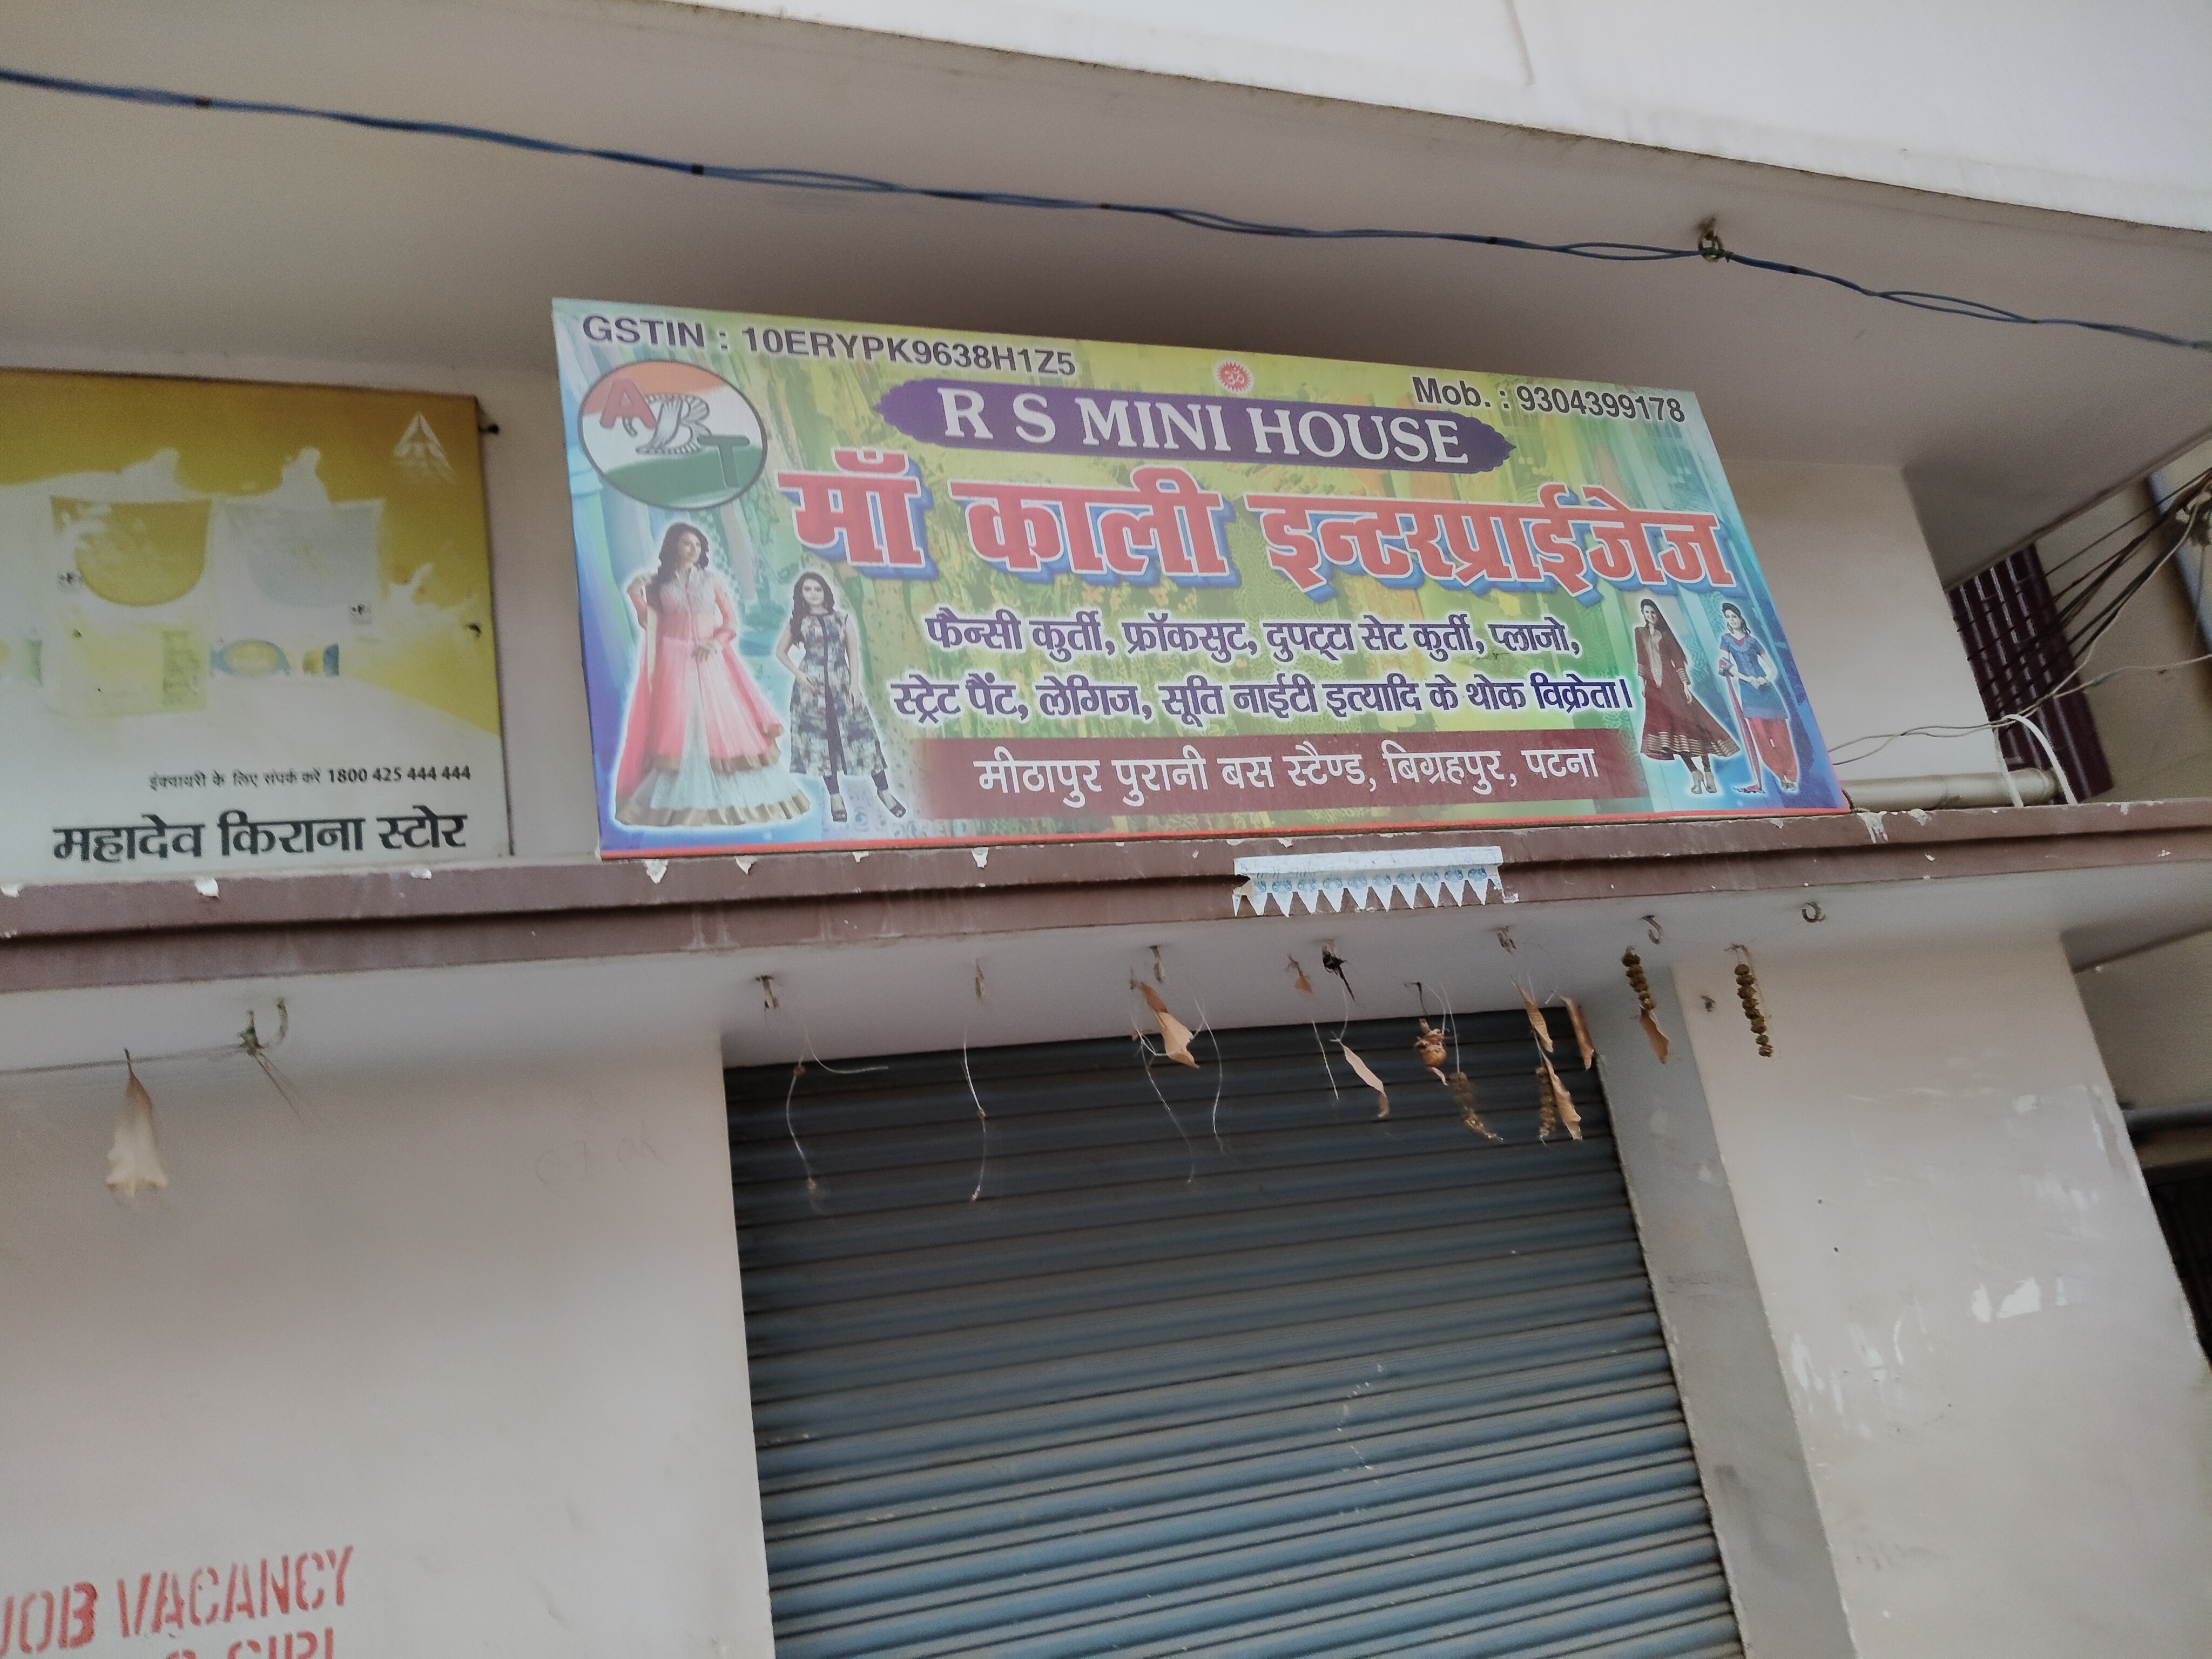 GSTIN : 10ERYPK9638H1Z5
Mob. : 9304399178
ॐ
ABT
R S MINI HOUSE
माँ काली इन्टरप्राईजेज
फैन्सी कुर्ती, फ्रॉकसुट, दुपट्टा सेट कुर्ती, प्लाजो,
स्ट्रेट पैंट, लेगिज, सूति नाईटी इत्यादि के थोक विक्रेता।
मीठापुर पुरानी बस स्टैण्ड, बिग्रहपुर, पटना
इंक्वायरी के लिए संपर्क करें 1800 425 444 444
महादेव किराना स्टोर
JOB VACANCY